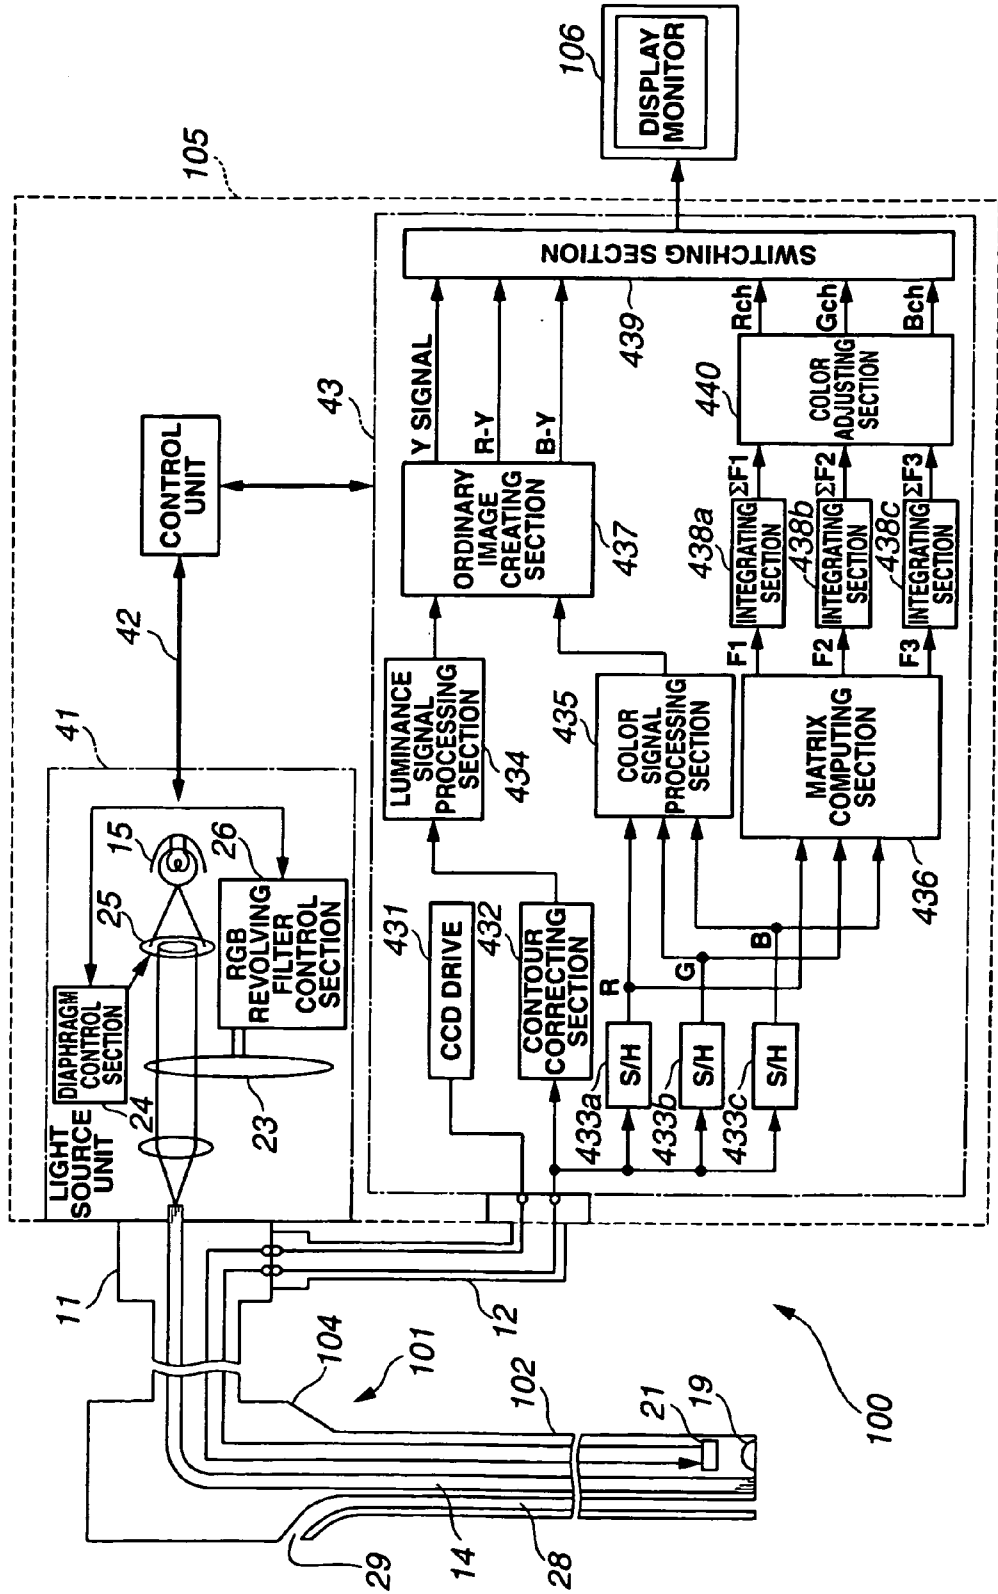 105
106
DISPLAY
MONITOR
41
42
CONTROL
UNIT
43
LIGHT
SOURCE
UNIT
DIAPHRAGM
CONTROL
SECTION
24
25
15
26
RGB
REVOLVING
FILTER
CONTROL
SECTION
23
11
12
104
101
102
100
21
19
14
28
29
431
CCD DRIVE
432
CONTOUR
CORRECTING
SECTION
433a
S/H
433b
S/H
433c
S/H
R
G
B
LUMINANCE
SIGNAL
PROCESSING
SECTION
434
435
COLOR
SIGNAL
PROCESSING
SECTION
MATRIX
COMPUTING
SECTION
436
ORDINARY
IMAGE
CREATING
SECTION
437
Y SIGNAL
R-Y
B-Y
F1
F2
F3
438a
INTEGRATING
SECTION
438b
INTEGRATING
SECTION
438c
INTEGRATING
SECTION
ΣF1
ΣF2
ΣF3
440
COLOR
ADJUSTING
SECTION
Rch
Gch
Bch
439
SWITCHING SECTION